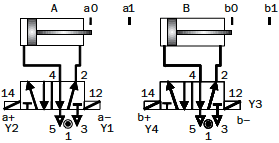 A a0 a1 B b0 b1
4 2 4 2
14 12 14 12 Y3
a+ a– b+ b–
Y2 5 3 Y1 Y4 5 3
1 1